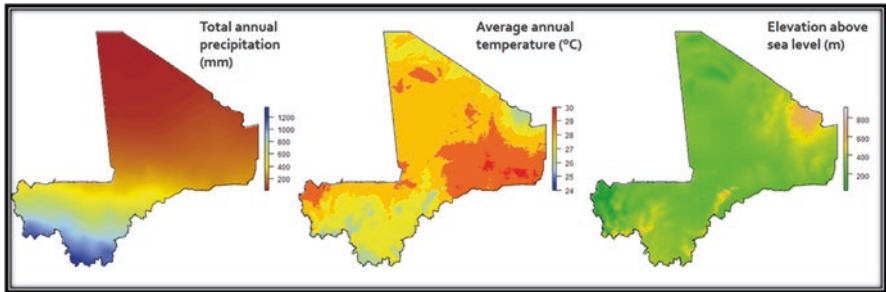 Total annual
precipitation
(mm)
1200
1000
800
600
400
200
Average annual
temperature (°C)
30
29
28
27
26
25
24
Elevation above
sea level (m)
800
600
400
200